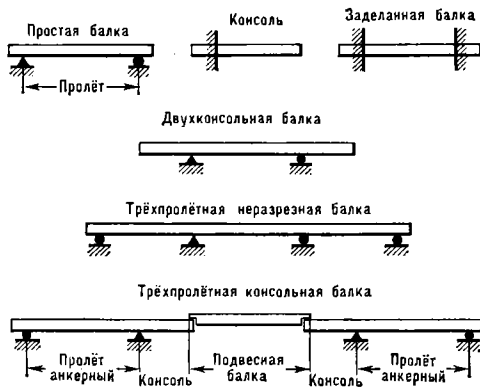 Простая балка
Консоль
Заделанная балка
Пролёт
Двухконсольная балка
Трёхпролётная неразрезная балка
Трёхпролётная консольная балка
Пролёт анкерный
Консоль
Подвесная балка
Консоль
Пролёт анкерный